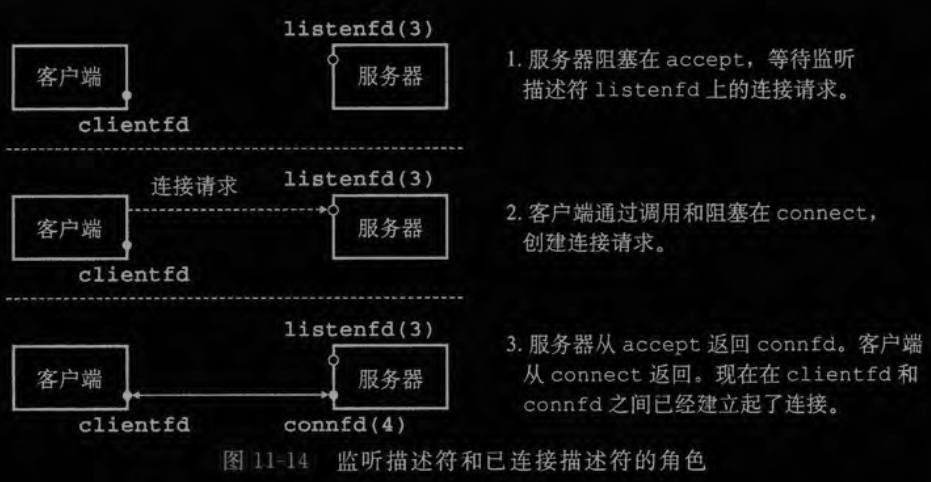 listenfd(3)
客户端
服务器
clientfd
1. 服务器阻塞在 accept，等待监听
描述符 listenfd 上的连接请求。
连接请求
listenfd(3)
客户端
服务器
clientfd
2. 客户端通过调用和阻塞在 connect，
创建连接请求。
listenfd(3)
客户端
服务器
clientfd
connfd(4)
3. 服务器从 accept 返回 connfd。客户端
从 connect 返回。现在在 clientfd 和
connfd 之间已经建立起了连接。
图 11-14 监听描述符和已连接描述符的角色